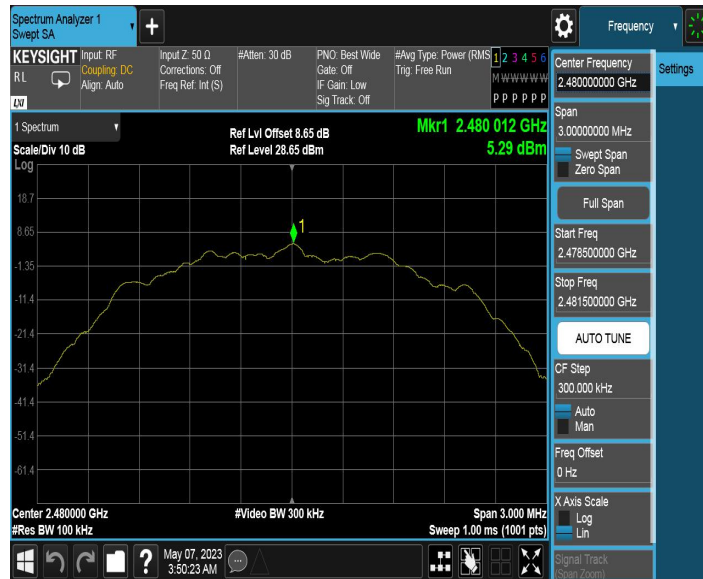 Spectrum Analyzer 1
Swept SA
Frequency
KEYSIGHT
RL
LXI
Input: RF
Coupling: DC
Align: Auto
Input Z: 50 Ω
Corrections: Off
Freq Ref: Int (S)
#Atten: 30 dB
PNO: Best Wide
Gate: Off
IF Gain: Low
Sig Track: Off
#Avg Type: Power (RMS
Trig: Free Run
1 2 3 4 5 6
M W W W W W
P P P P P P
Center Frequency
2.480000000 GHz
Settings
Span
3.00000000 MHz
Swept Span
Zero Span
Full Span
Start Freq
2.478500000 GHz
Stop Freq
2.481500000 GHz
AUTO TUNE
CF Step
300.000 kHz
Auto
Man
Freq Offset
0 Hz
X Axis Scale
Log
Lin
Signal Track
(Span Zoom)
1 Spectrum
Scale/Div 10 dB
Ref Lvl Offset 8.65 dB
Ref Level 28.65 dBm
Mkr1 2.480 012 GHz
5.29 dBm
Log
18.7
8.65
-1.35
-11.4
-21.4
-31.4
-41.4
-51.4
-61.4
1
Center 2.480000 GHz
#Res BW 100 kHz
#Video BW 300 kHz
Span 3.000 MHz
Sweep 1.00 ms (1001 pts)
?
May 07, 2023
3:50:23 AM